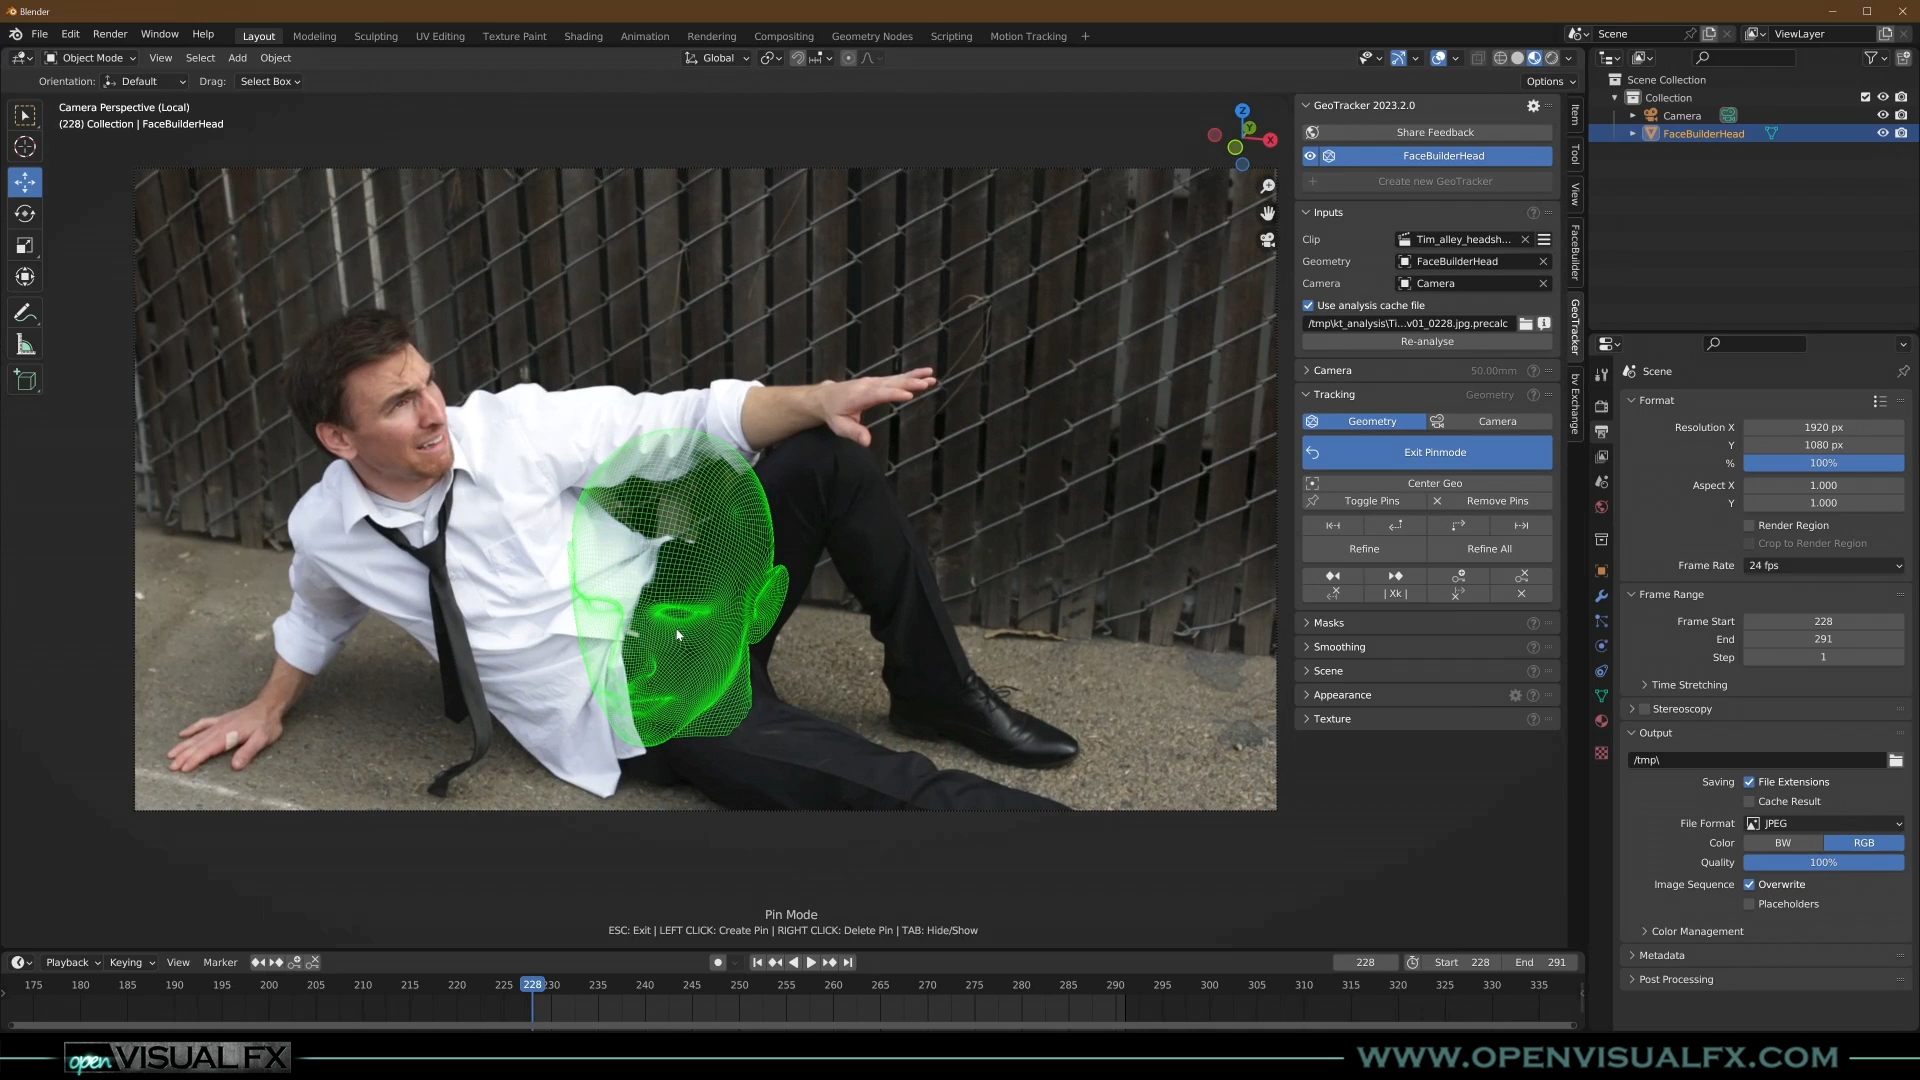 Blender
File Edit Render Window Help
Layout Modeling Sculpting UV Editing Texture Paint Shading Animation Rendering Compositing Geometry Nodes Scripting Motion Tracking
Scene
ViewLayer
Object Mode View Select Add Object
Global
Orientation: Default Drag: Select Box
Options
Camera Perspective (Local)
(228) Collection | FaceBuilderHead
Z
Y
X
GeoTracker 2023.2.0
Share Feedback
FaceBuilderHead
Create new GeoTracker
Inputs
Clip Tim_alley_headsh...
Geometry FaceBuilderHead
Camera Camera
Use analysis cache file
/tmp\kt_analysis\Ti...v01_0228.jpg.precalc
Re-analyse
Camera 50.00mm
Tracking Geometry
Geometry Camera
Exit Pinmode
Center Geo
Toggle Pins Remove Pins
Refine Refine All
| Xk |
Masks
Smoothing
Scene
Appearance
Texture
Item
Tool
View
FaceBuilder
GeoTracker
bv Exchange
Scene Collection
Collection
Camera
FaceBuilderHead
Scene
Format
Resolution X 1920 px
Y 1080 px
% 100%
Aspect X 1.000
Y 1.000
Render Region
Crop to Render Region
Frame Rate 24 fps
Frame Range
Frame Start 228
End 291
Step 1
Time Stretching
Stereoscopy
Output
/tmp\
Saving File Extensions
Cache Result
File Format JPEG
Color BW RGB
Quality 100%
Image Sequence Overwrite
Placeholders
Color Management
Metadata
Post Processing
Pin Mode
ESC: Exit | LEFT CLICK: Create Pin | RIGHT CLICK: Delete Pin | TAB: Hide/Show
Playback Keying View Marker
228 Start 228 End 291
175 180 185 190 195 200 205 210 215 220 225 228 230 235 240 245 250 255 260 265 270 275 280 285 290 295 300 305 310 315 320 325 330 335
open VISUALFX
WWW.OPENVISUALFX.COM